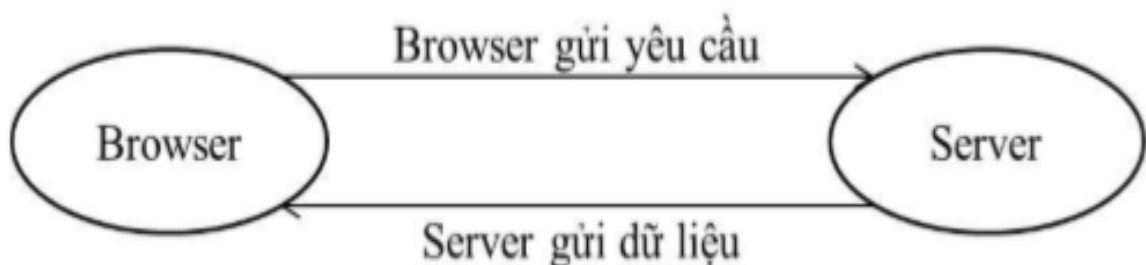 Browser gửi yêu cầu
Browser
Server
Server gửi dữ liệu